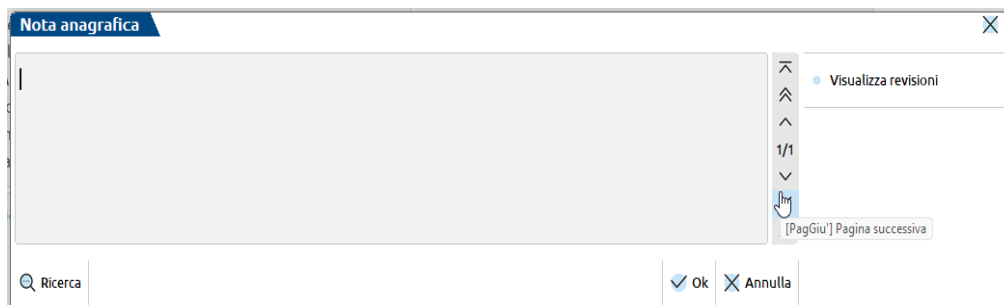 Nota anagrafica
Visualizza revisioni
1/1
[PagGiu'] Pagina successiva
Ricerca
Ok
Annulla